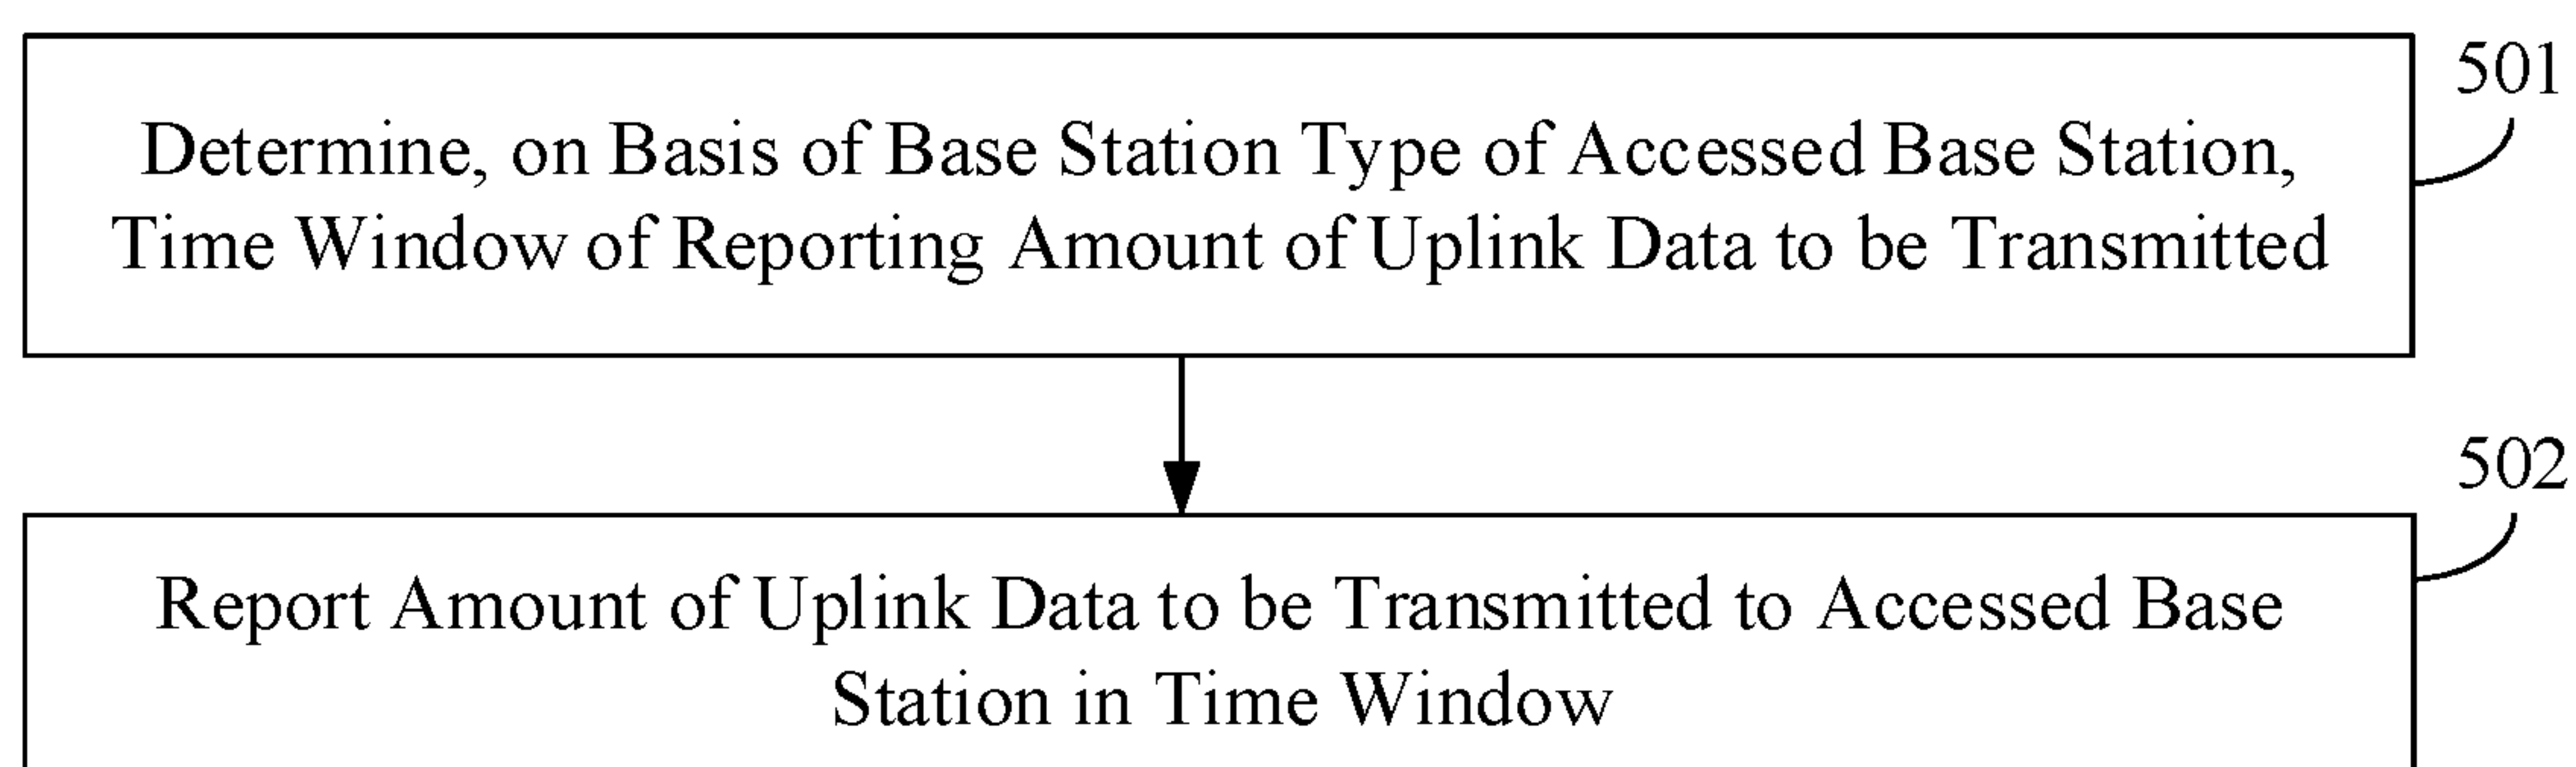 501
Determine, on Basis of Base Station Type of Accessed Base Station,
Time Window of Reporting Amount of Uplink Data to be Transmitted
502
Report Amount of Uplink Data to be Transmitted to Accessed Base
Station in Time Window